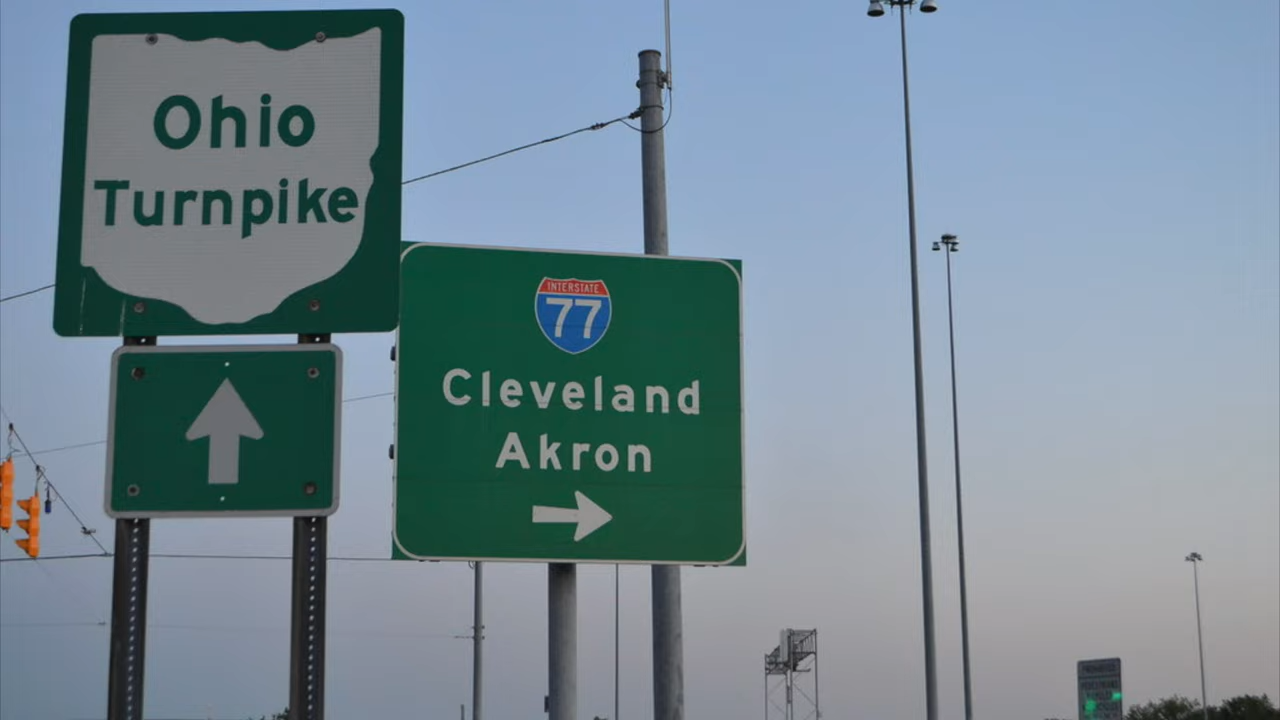 Ohio
Turnpike
INTERSTATE
77
Cleveland
Akron